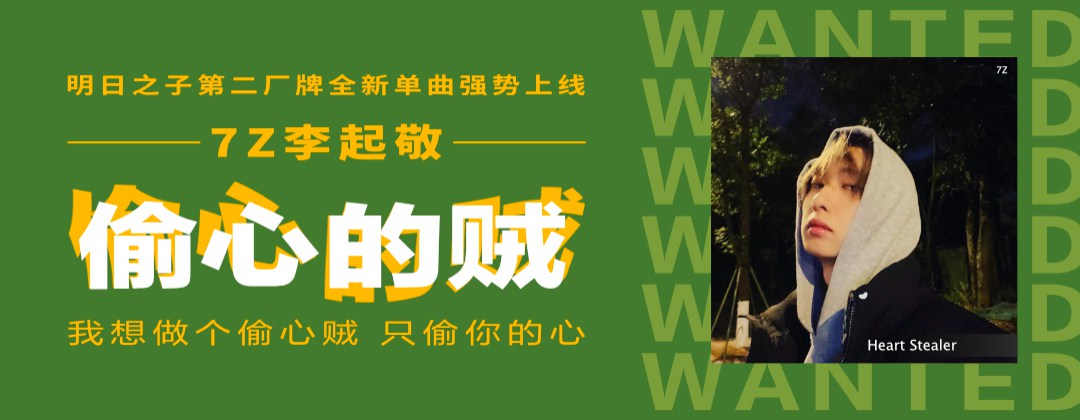 明日之子第二厂牌全新单曲强势上线
7Z李起敬
偷心的贼
我想做个偷心贼 只偷你的心
WANTED
WANTED
WANTED
WANTED
WANTED
WANTED
7Z
Heart Stealer